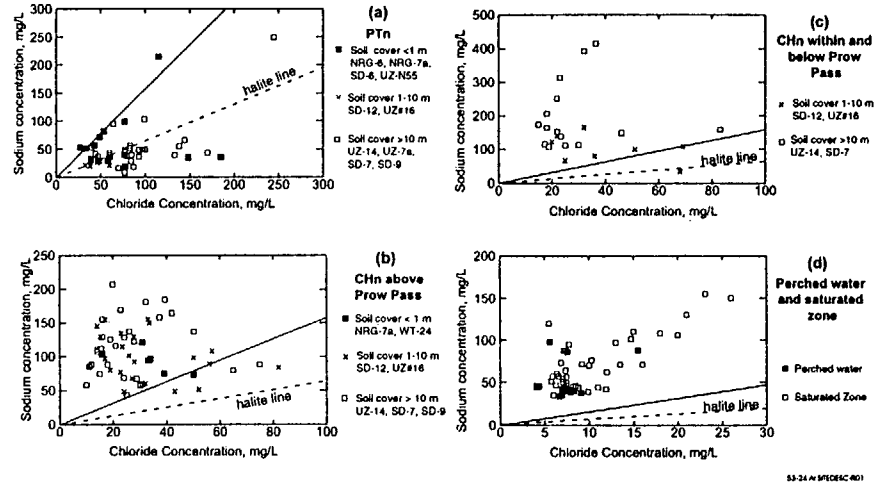 (a)
PTn
Soil cover <1 m
NRG-6, NRG-7a,
SD-6, UZ-N55
Soil cover 1-10 m
SD-12, UZ#16
Soil cover >10 m
UZ-14, UZ-7a,
SD-7, SD-9
halite line
Sodium concentration, mg/L
300
250
200
150
100
50
0
0 50 100 150 200 250 300
Chloride Concentration, mg/L
(c)
CHn within and
below Prow
Pass
Soil cover 1-10 m
SD-12, UZ#16
Soil cover >10 m
UZ-14, SD-7
halite line
Sodium concentration, mg/L
500
400
300
200
100
0
0 20 40 60 80 100
Chloride Concentration, mg/L
(b)
CHn above
Prow Pass
Soil cover < 1 m
NRG-7a, WT-24
Soil cover 1-10 m
SD-12, UZ#16
Soil cover > 10 m
UZ-14, SD-7, SD-9
halite line
Sodium concentration, mg/L
250
200
150
100
50
0
0 20 40 60 80 100
Chloride Concentration, mg/L
(d)
Perched water
and saturated
zone
Perched water
Saturated Zone
halite line
Sodium concentration, mg/L
200
150
100
50
0
0 5 10 15 20 25 30
Chloride Concentration, mg/L